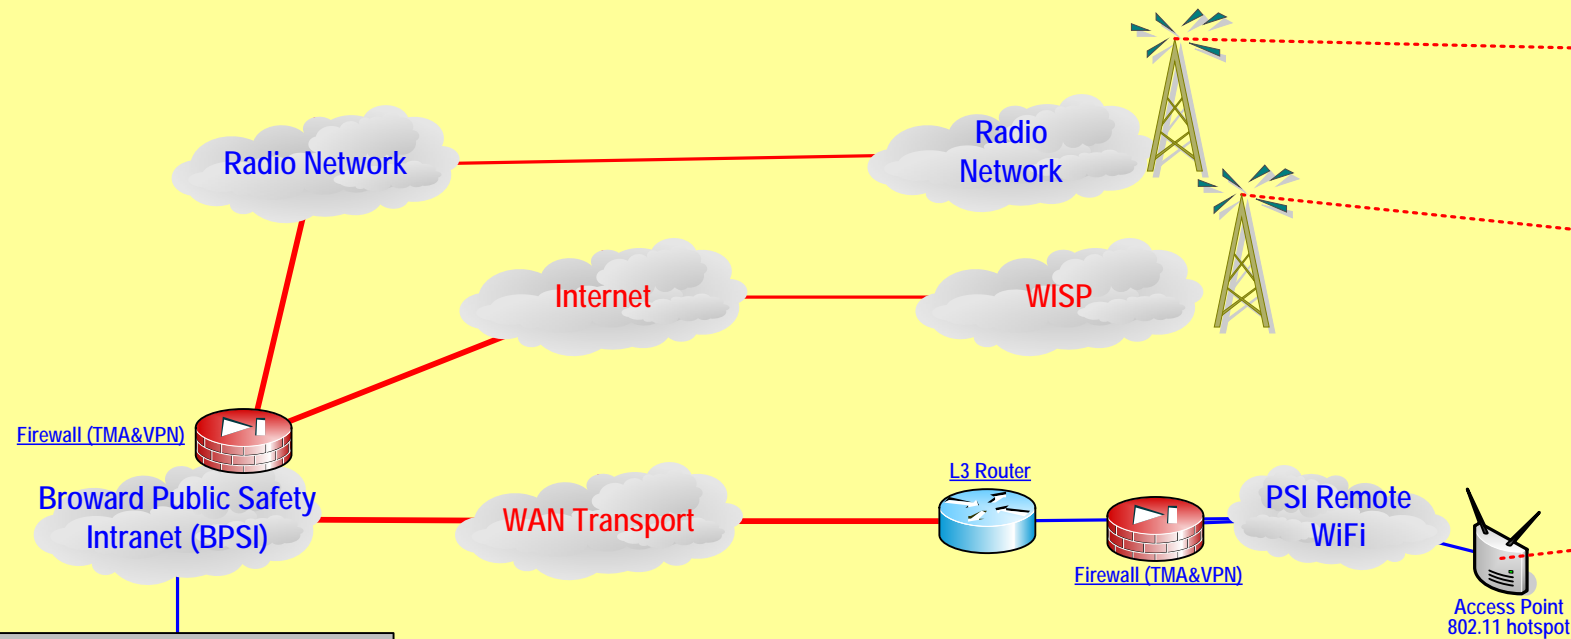 Radio
Network
Radio Network
Internet
WISP
Firewall (TMA&VPN)
Broward Public Safety
Intranet (BPSI)
WAN Transport
L3 Router
Firewall (TMA&VPN)
PSI Remote
WiFi
Access Point
802.11 hotspot